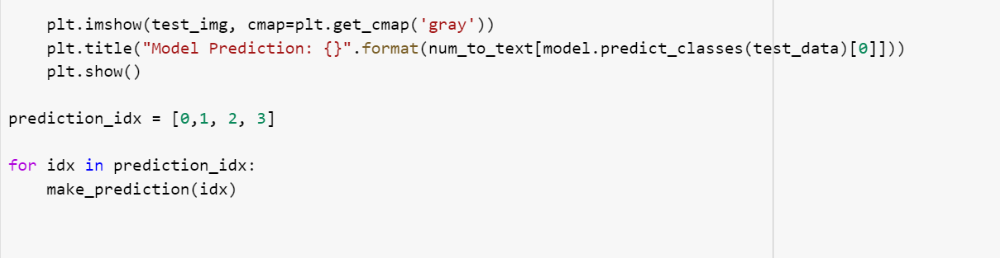 plt.imshow(test_img, cmap=plt.get_cmap('gray'))
    plt.title("Model Prediction: {}".format(num_to_text[model.predict_classes(test_data)[0]]))
    plt.show()
prediction_idx = [0,1, 2, 3]
for idx in prediction_idx:
    make_prediction(idx)